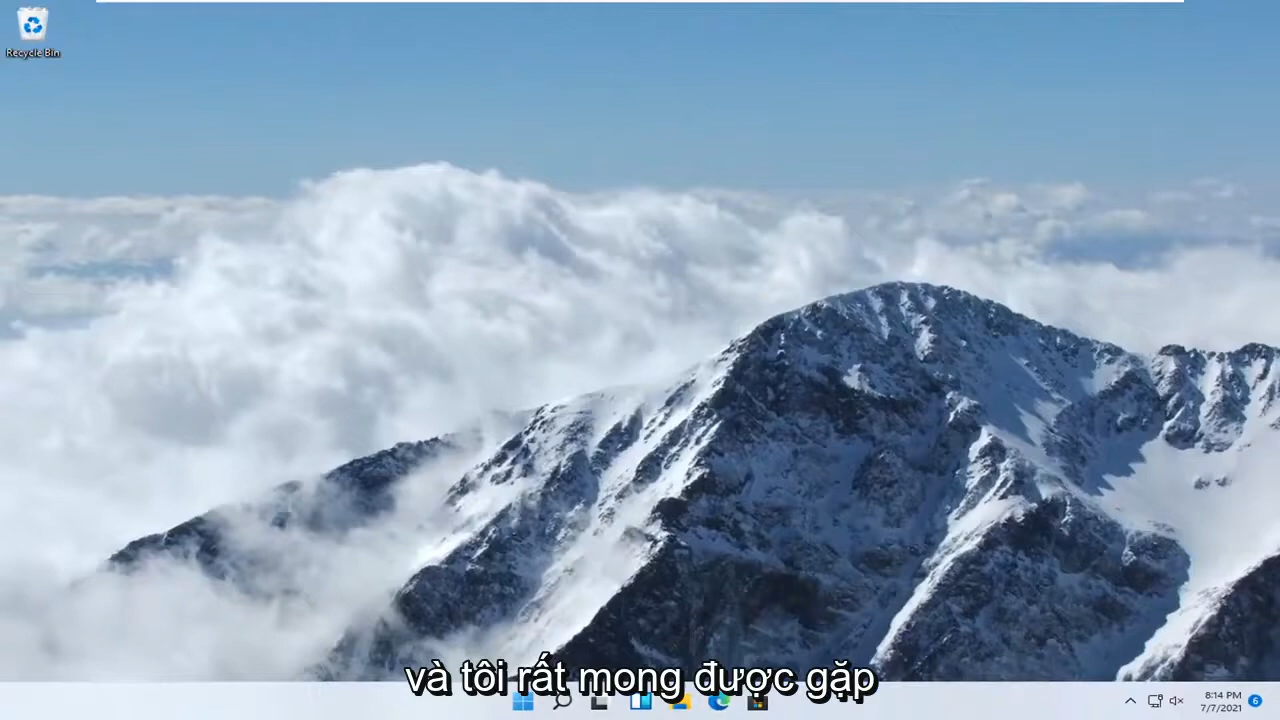 Recycle Bin
và tôi rất mong được gặp
8:14 PM
7/7/2021
6